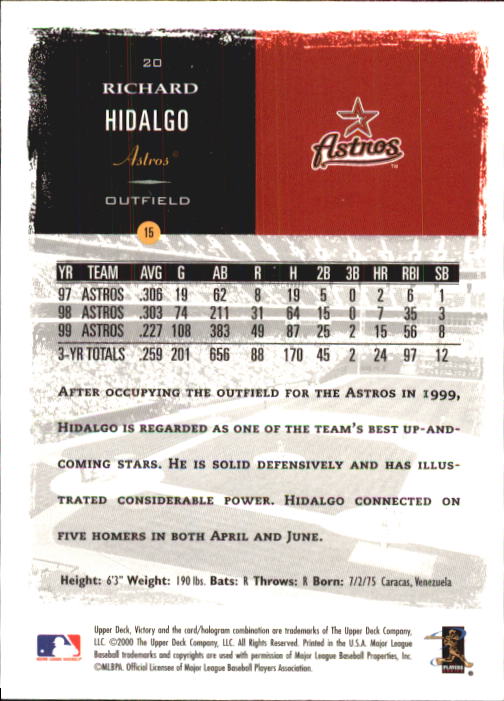 20
RICHARD
HIDALGO
Astros©
OUTFIELD
Astros™
15
YR TEAM AVG G AB R H 2B 3B HR RBI SB
97 ASTROS .306 19 62 8 19 5 0 2 6 1
98 ASTROS .303 74 211 31 64 15 0 7 35 3
99 ASTROS .227 108 383 49 87 25 2 15 56 8
3-YR TOTALS .259 201 656 88 170 45 2 24 97 12
AFTER OCCUPYING THE OUTFIELD FOR THE ASTROS IN 1999,
HIDALGO IS REGARDED AS ONE OF THE TEAM'S BEST UP-AND-
COMING STARS. HE IS SOLID DEFENSIVELY AND HAS ILLUS-
TRATED CONSIDERABLE POWER. HIDALGO CONNECTED ON
FIVE HOMERS IN BOTH APRIL AND JUNE.
Height: 6'3" Weight: 190 lbs. Bats: R Throws: R Born: 7/2/75 Caracas, Venezuela
Upper Deck, Victory and the card/hologram combination are trademarks of The Upper Deck Company,
LLC. ©2000 The Upper Deck Company, LLC. All Rights Reserved. Printed in the U.S.A. Major League
Baseball trademarks and copyrights are used with permission of Major League Baseball Properties, Inc.
©MLBPA. Official Licensee of Major League Baseball Players Association.
PLAYERS
®